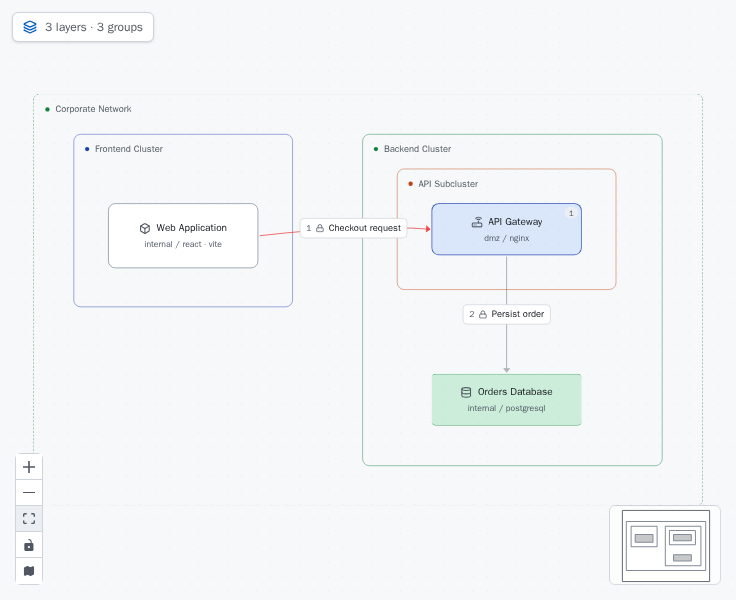 3 layers · 3 groups
Corporate Network
Frontend Cluster
Backend Cluster
API Subcluster
Web Application
internal / react · vite
1 Checkout request
API Gateway
1
dmz / nginx
2 Persist order
Orders Database
internal / postgresql